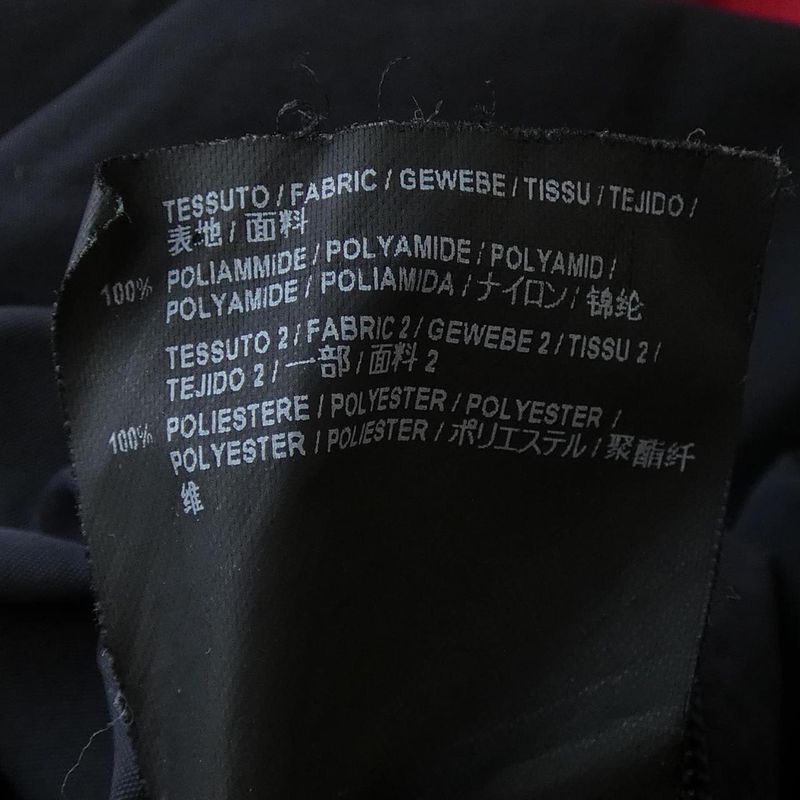 TESSUTO / FABRIC / GEWEBE / TISSU / TEJIDO /
表地 / 面料
100% POLIAMMIDE / POLYAMIDE / POLYAMID /
POLYAMIDE / POLIAMIDA / ナイロン / 锦纶
TESSUTO 2 / FABRIC 2 / GEWEBE 2 / TISSU 2 /
TEJIDO 2 / 一部 / 面料 2
100% POLIESTERE / POLYESTER / POLYESTER /
POLYESTER / POLIESTER / ポリエステル / 聚酯纤
维